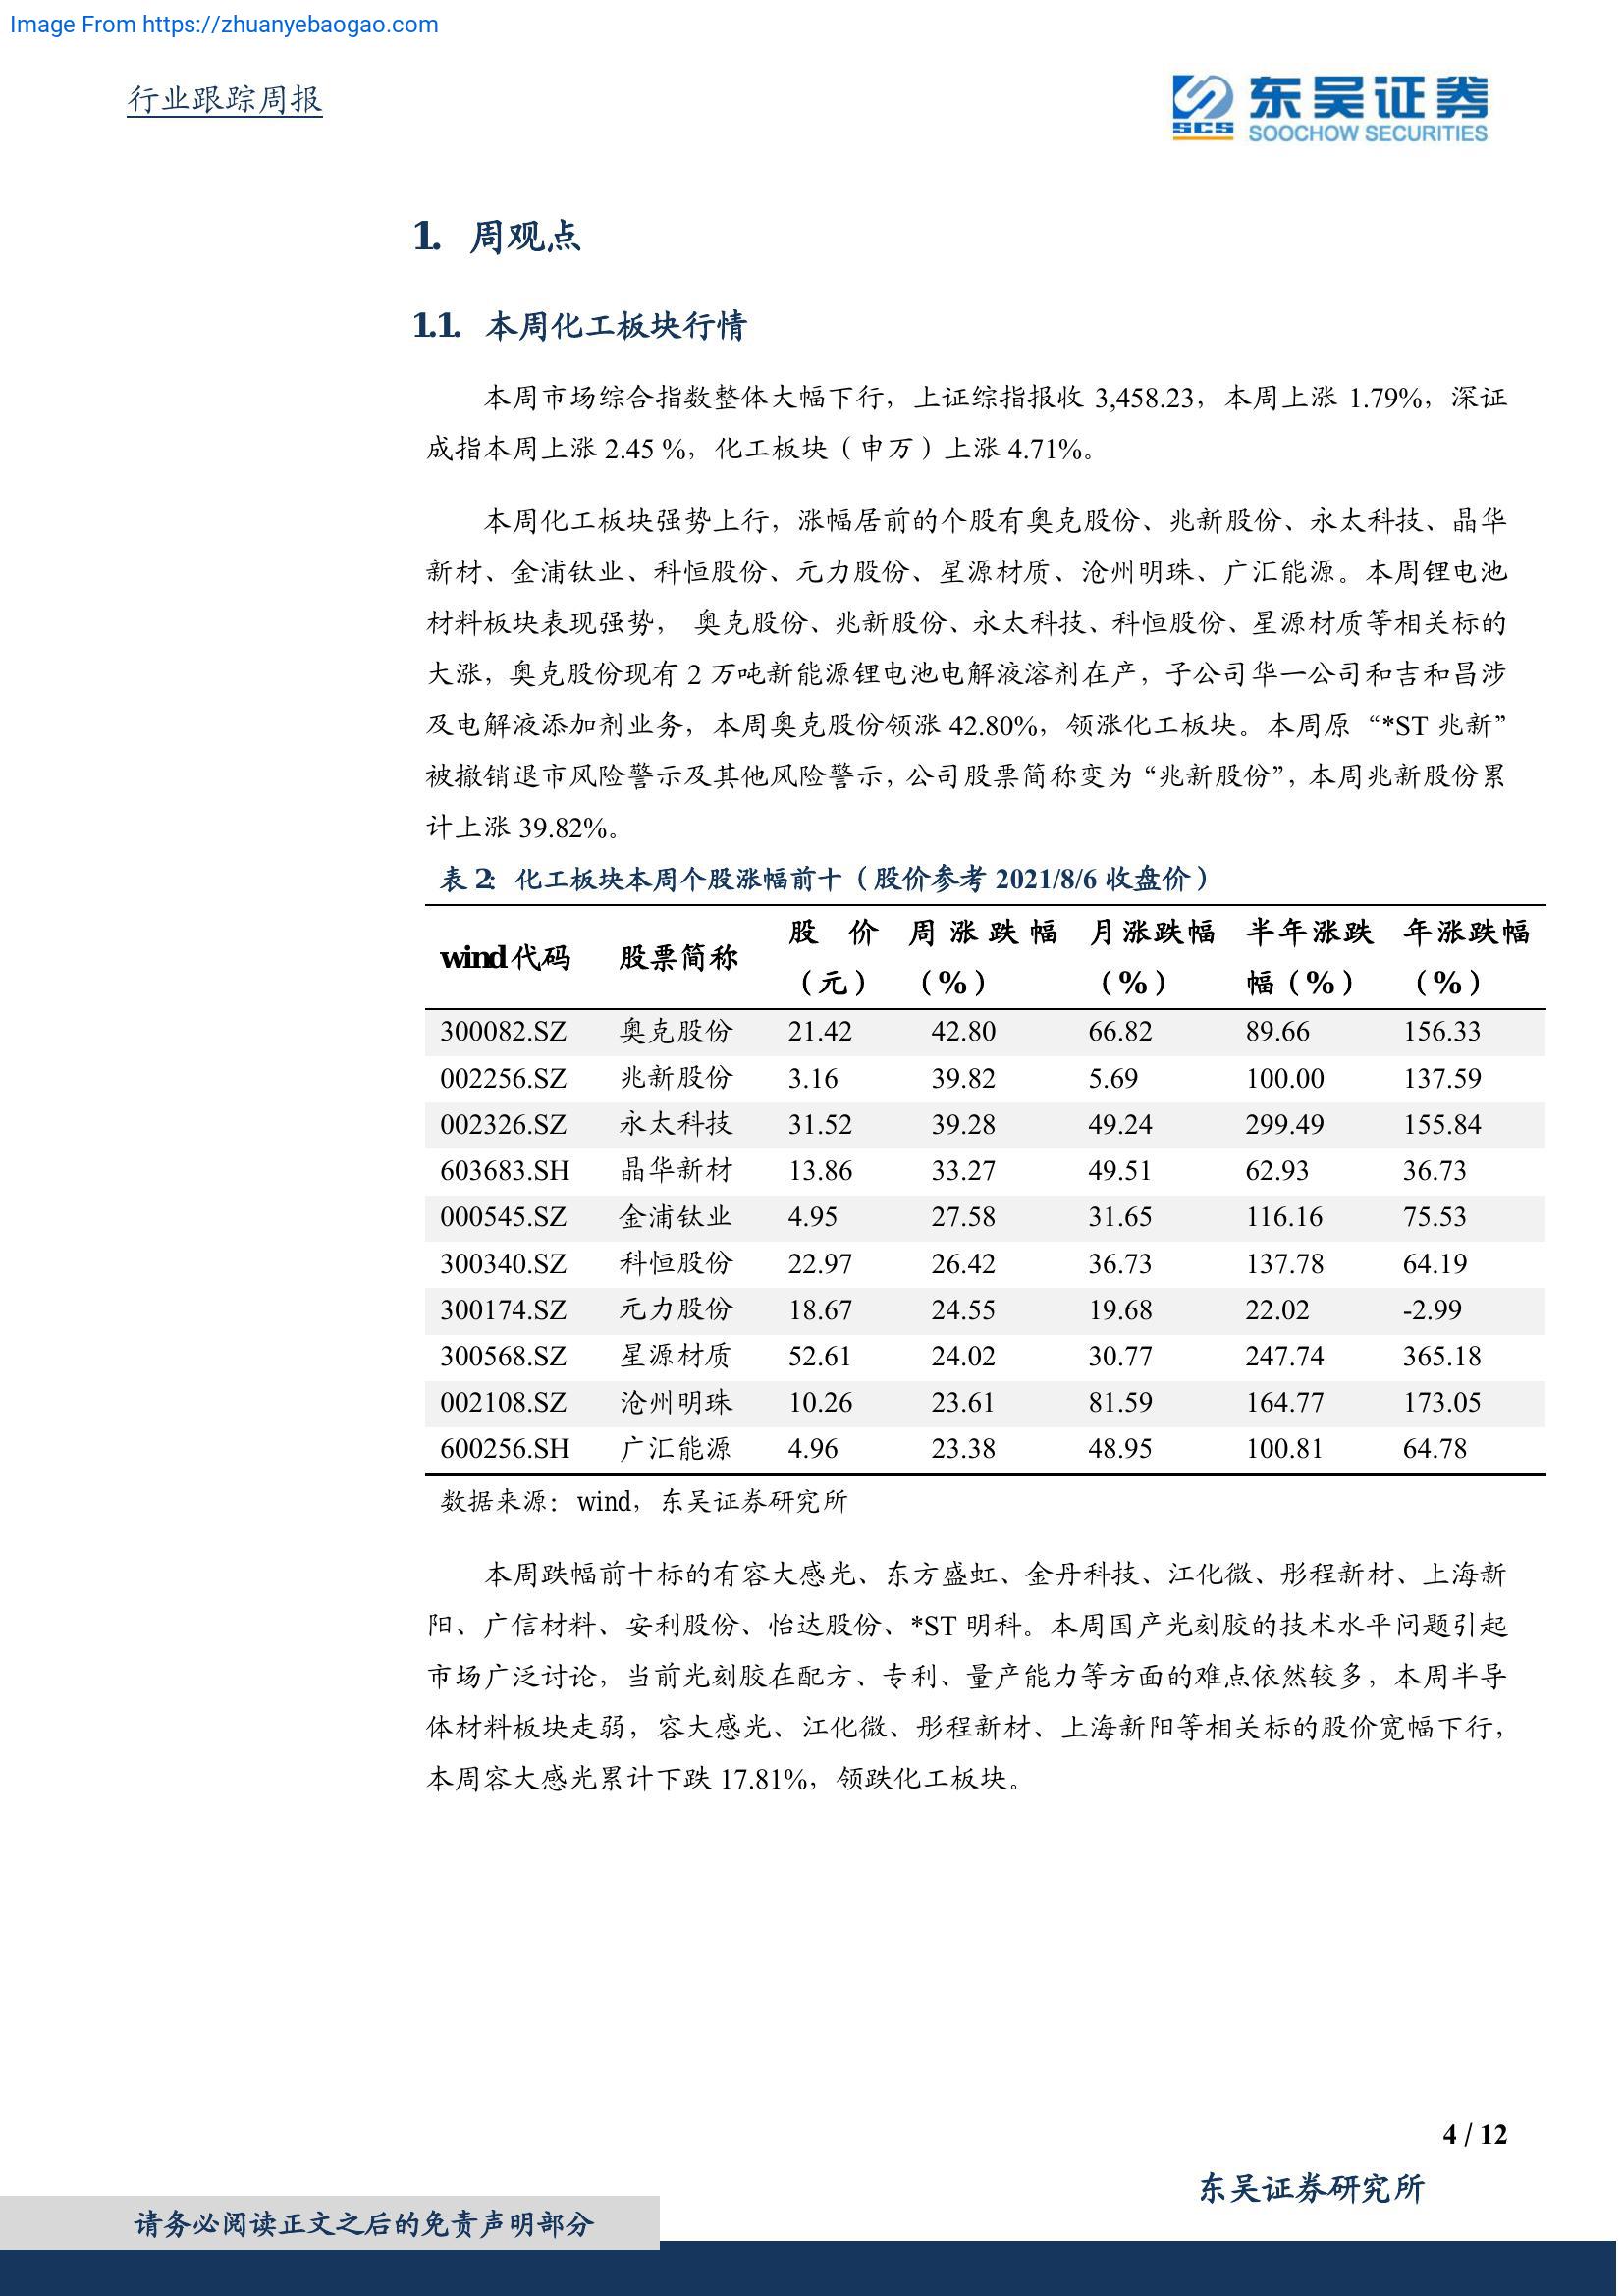 Image From https://zhuanyebaogao.com
行业跟踪周报
SCS 东吴证券
SOOCHOW SECURITIES
1. 周观点
1.1. 本周化工板块行情
本周市场综合指数整体大幅下行，上证综指报收 3,458.23，本周上涨 1.79%，深证
成指本周上涨 2.45 %，化工板块（申万）上涨 4.71%。
本周化工板块强势上行，涨幅居前的个股有奥克股份、兆新股份、永太科技、晶华
新材、金浦钛业、科恒股份、元力股份、星源材质、沧州明珠、广汇能源。本周锂电池
材料板块表现强势， 奥克股份、兆新股份、永太科技、科恒股份、星源材质等相关标的
大涨，奥克股份现有 2 万吨新能源锂电池电解液溶剂在产，子公司华一公司和吉和昌涉
及电解液添加剂业务，本周奥克股份领涨 42.80%，领涨化工板块。本周原“*ST 兆新”
被撤销退市风险警示及其他风险警示，公司股票简称变为“兆新股份”，本周兆新股份累
计上涨 39.82%。
表 2：化工板块本周个股涨幅前十（股价参考 2021/8/6 收盘价）
wind代码 股票简称 股价（元） 周涨跌幅（%） 月涨跌幅（%） 半年涨跌幅（%） 年涨跌幅（%）
300082.SZ 奥克股份 21.42 42.80 66.82 89.66 156.33
002256.SZ 兆新股份 3.16 39.82 5.69 100.00 137.59
002326.SZ 永太科技 31.52 39.28 49.24 299.49 155.84
603683.SH 晶华新材 13.86 33.27 49.51 62.93 36.73
000545.SZ 金浦钛业 4.95 27.58 31.65 116.16 75.53
300340.SZ 科恒股份 22.97 26.42 36.73 137.78 64.19
300174.SZ 元力股份 18.67 24.55 19.68 22.02 -2.99
300568.SZ 星源材质 52.61 24.02 30.77 247.74 365.18
002108.SZ 沧州明珠 10.26 23.61 81.59 164.77 173.05
600256.SH 广汇能源 4.96 23.38 48.95 100.81 64.78
数据来源：wind，东吴证券研究所
本周跌幅前十标的有容大感光、东方盛虹、金丹科技、江化微、彤程新材、上海新
阳、广信材料、安利股份、怡达股份、*ST 明科。本周国产光刻胶的技术水平问题引起
市场广泛讨论，当前光刻胶在配方、专利、量产能力等方面的难点依然较多，本周半导
体材料板块走弱，容大感光、江化微、彤程新材、上海新阳等相关标的股价宽幅下行，
本周容大感光累计下跌 17.81%，领跌化工板块。
4 / 12
东吴证券研究所
请务必阅读正文之后的免责声明部分